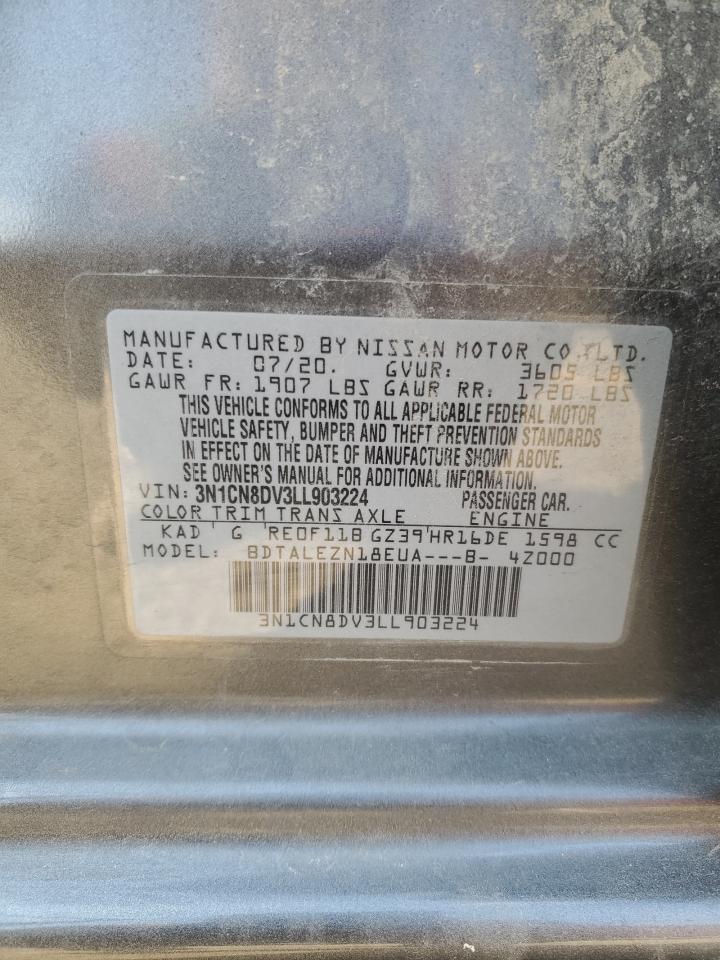 MANUFACTURED BY NISSAN MOTOR CO.,LTD.
DATE: 07/20. GVWR: 3605 LBS
GAWR FR: 1907 LBS GAWR RR: 1720 LBS
THIS VEHICLE CONFORMS TO ALL APPLICABLE FEDERAL MOTOR
VEHICLE SAFETY, BUMPER AND THEFT PREVENTION STANDARDS
IN EFFECT ON THE DATE OF MANUFACTURE SHOWN ABOVE.
SEE OWNER'S MANUAL FOR ADDITIONAL INFORMATION.
VIN: 3N1CN8DV3LL903224 PASSENGER CAR.
COLOR TRIM TRANS AXLE ENGINE
KAD ' G 'RE0F11B GZ39'HR16DE 1598 CC
MODEL: BDTALEZN18EUA---B- 4Z000
3N1CN8DV3LL903224